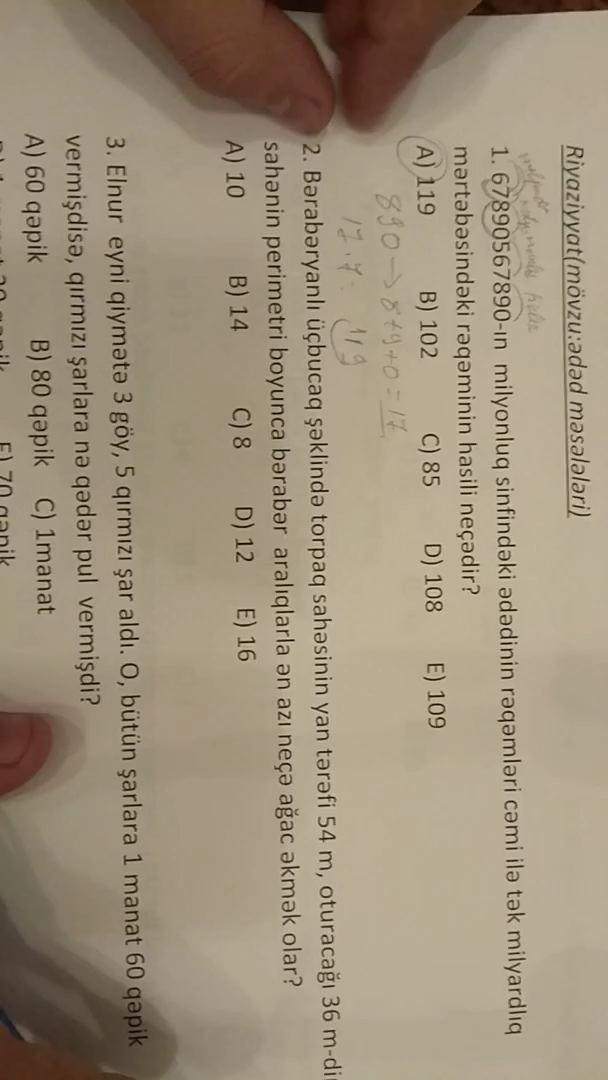 Riyaziyyat(mövzu:ədəd məsələləri)
1. 67890567890-ın milyonluq sinfindəki ədədinin rəqəmləri cəmi ilə tək milyardlıq
mərtəbəsindəki rəqəminin hasili neçədir?
A) 119 B) 102 C) 85 D) 108 E) 109
890 → 8+9+0=17
17·7=119
2. Bərabəryanlı üçbucaq şəklində torpaq sahəsinin yan tərəfi 54 m, oturacağı 36 m-dir
sahənin perimetri boyunca bərabər aralıqlarla ən azı neçə ağac əkmək olar?
A) 10 B) 14 C) 8 D) 12 E) 16
3. Elnur eyni qiymətə 3 göy, 5 qırmızı şar aldı. O, bütün şarlara 1 manat 60 qəpik
vermişdisə, qırmızı şarlara nə qədər pul vermişdi?
A) 60 qəpik B) 80 qəpik C) 1manat
E) 70 qəpik